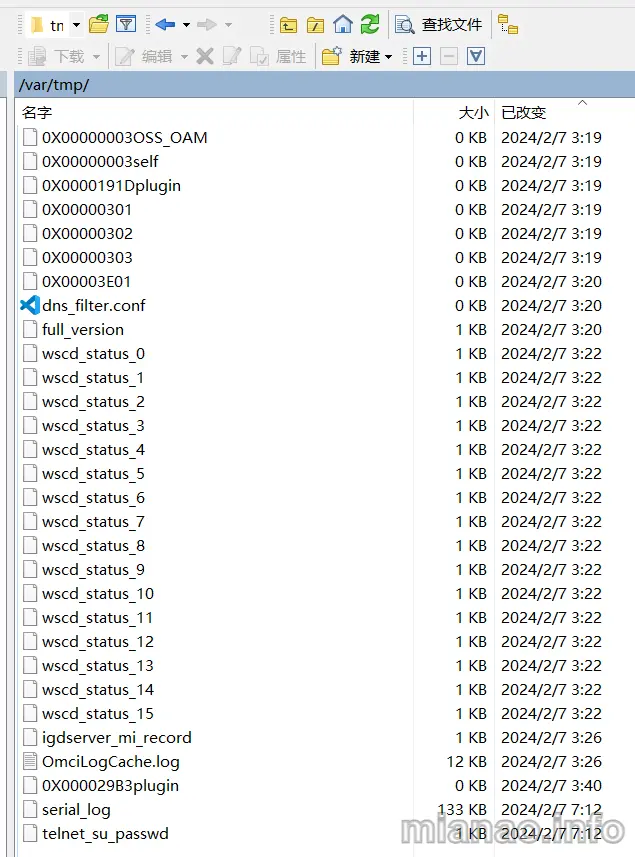 tn
查找文件
下载 编辑 属性 新建
/var/tmp/
名字 大小 已改变
0X00000003OSS_OAM 0 KB 2024/2/7 3:19
0X00000003self 0 KB 2024/2/7 3:19
0X0000191Dplugin 0 KB 2024/2/7 3:19
0X00000301 0 KB 2024/2/7 3:19
0X00000302 0 KB 2024/2/7 3:19
0X00000303 0 KB 2024/2/7 3:19
0X00003E01 0 KB 2024/2/7 3:20
dns_filter.conf 0 KB 2024/2/7 3:20
full_version 1 KB 2024/2/7 3:20
wscd_status_0 1 KB 2024/2/7 3:22
wscd_status_1 1 KB 2024/2/7 3:22
wscd_status_2 1 KB 2024/2/7 3:22
wscd_status_3 1 KB 2024/2/7 3:22
wscd_status_4 1 KB 2024/2/7 3:22
wscd_status_5 1 KB 2024/2/7 3:22
wscd_status_6 1 KB 2024/2/7 3:22
wscd_status_7 1 KB 2024/2/7 3:22
wscd_status_8 1 KB 2024/2/7 3:22
wscd_status_9 1 KB 2024/2/7 3:22
wscd_status_10 1 KB 2024/2/7 3:22
wscd_status_11 1 KB 2024/2/7 3:22
wscd_status_12 1 KB 2024/2/7 3:22
wscd_status_13 1 KB 2024/2/7 3:22
wscd_status_14 1 KB 2024/2/7 3:22
wscd_status_15 1 KB 2024/2/7 3:22
igdserver_mi_record 1 KB 2024/2/7 3:26
OmciLogCache.log 12 KB 2024/2/7 3:26
0X000029B3plugin 0 KB 2024/2/7 3:40
serial_log 133 KB 2024/2/7 7:12
telnet_su_passwd 1 KB 2024/2/7 7:12
mianao.info